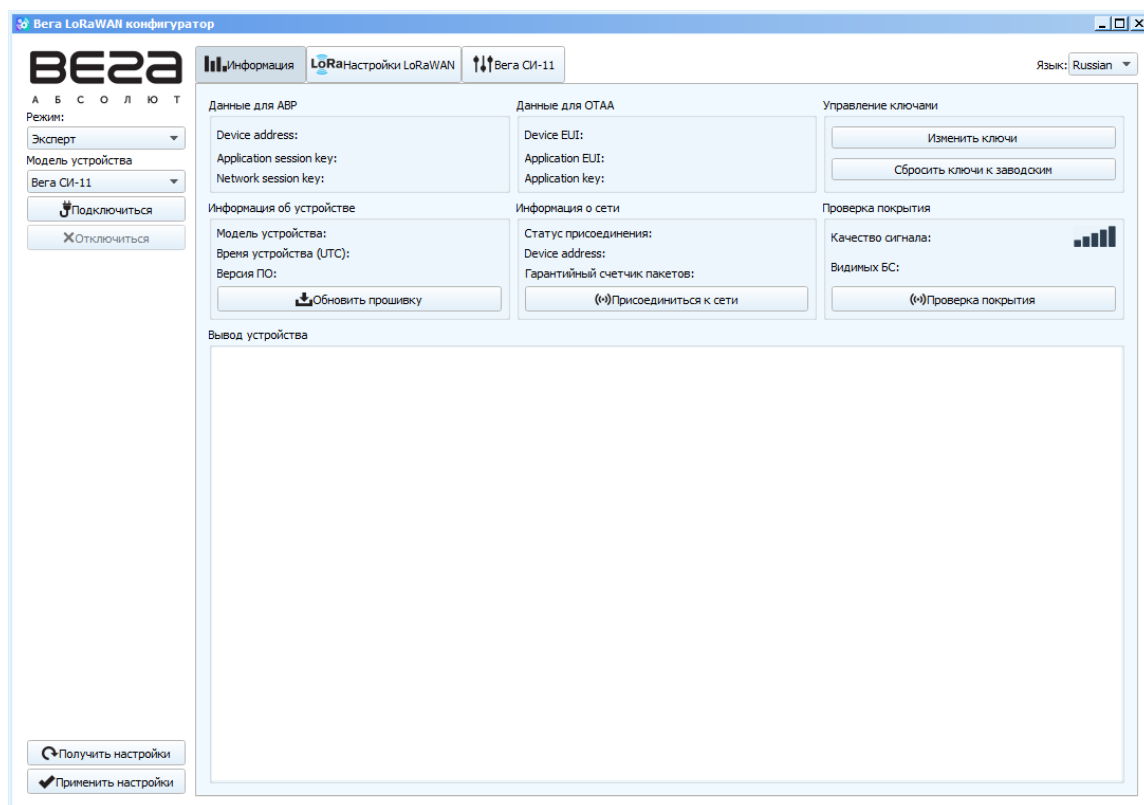 Вега LoRaWAN конфигуратор
ВЕГА
АБСОЛЮТ
Режим:
Эксперт
Модель устройства
Вега СИ-11
Подключиться
Отключиться
Получить настройки
Применить настройки
Информация
LoRa Настройки LoRaWAN
Вега СИ-11
Язык: Russian
Данные для ABP
Device address:
Application session key:
Network session key:
Данные для OTAA
Device EUI:
Application EUI:
Application key:
Управление ключами
Изменить ключи
Сбросить ключи к заводским
Информация об устройстве
Модель устройства:
Время устройства (UTC):
Версия ПО:
Обновить прошивку
Информация о сети
Статус присоединения:
Device address:
Гарантийный счетчик пакетов:
Присоединиться к сети
Проверка покрытия
Качество сигнала:
Видимых БС:
Проверка покрытия
Вывод устройства